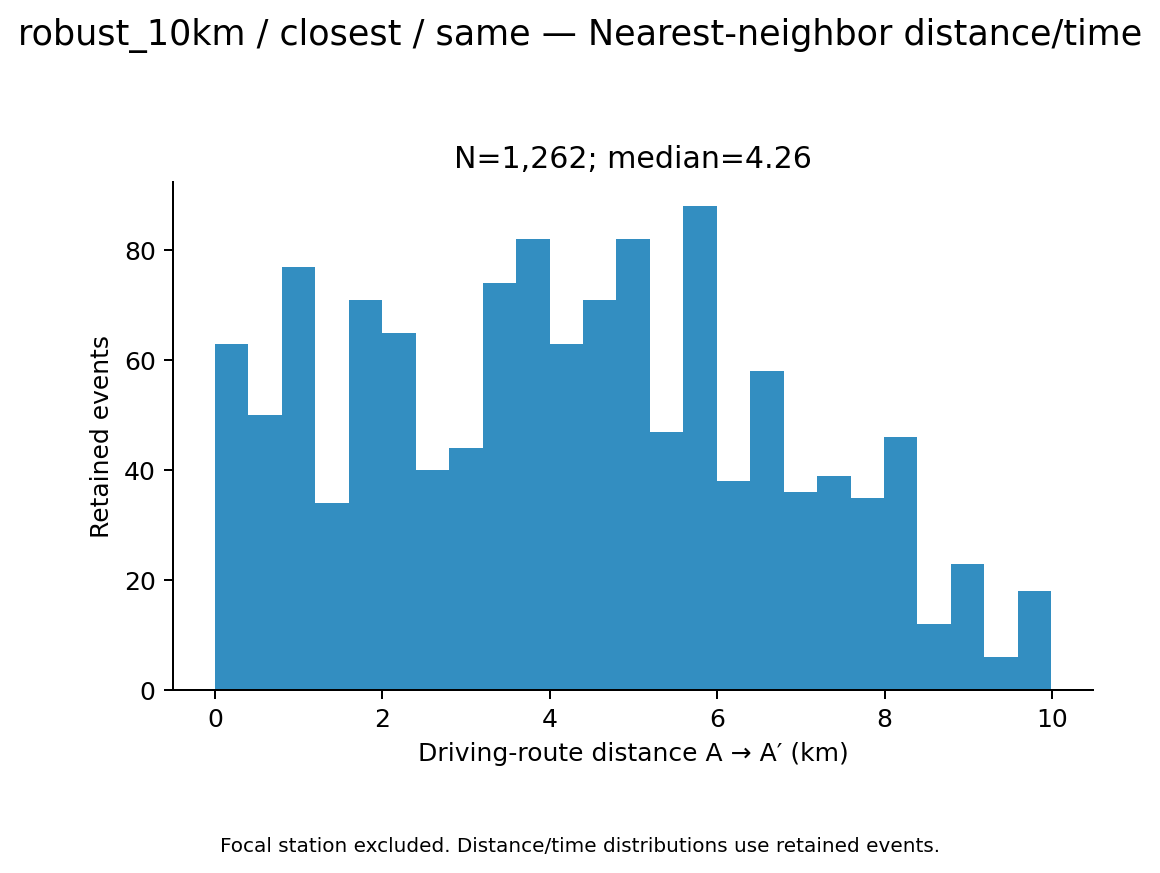 robust_10km / closest / same — Nearest-neighbor distance/time
N=1,262; median=4.26
80
60
40
20
0
Retained events
0 2 4 6 8 10
Driving-route distance A → A′ (km)
Focal station excluded. Distance/time distributions use retained events.